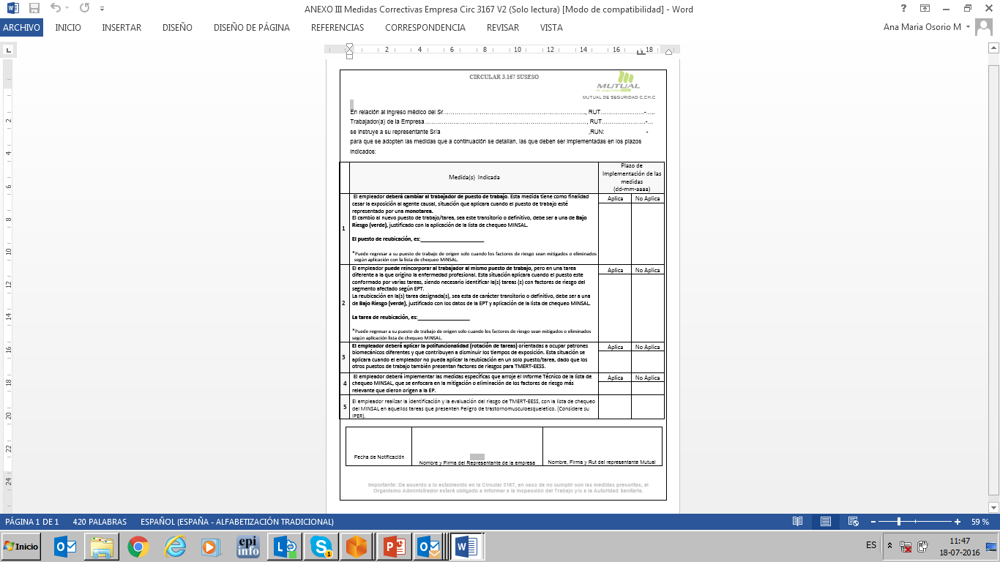 ANEXO III Medidas Correctivas Empresa Circ 3167 V2 (Solo lectura) [Modo de compatibilidad] - Word
ARCHIVO INICIO INSERTAR DISEÑO DISEÑO DE PÁGINA REFERENCIAS CORRESPONDENCIA REVISAR VISTA Ana Maria Osorio M
2 4 6 8 10 12 14 16 18
CIRCULAR 3.167 SUSESO
MUTUAL
MUTUAL DE SEGURIDAD C.CH.C
En relación al ingreso médico del Sr……………………………………………………………………, RUT……………………-…..
Trabajador(a) de la Empresa…………………………………………………………………………, RUT……………………-…
se instruye a su representante Sr/a ,RUN: -
para que se adopten las medidas que a continuación se detallan, las que deben ser implementadas en los plazos
indicados:
Medida(s) Indicada
Plazo de
Implementación de las
medidas
(dd-mm-aaaa)
1
El empleador deberá cambiar al trabajador de puesto de trabajo. Esta medida tiene como finalidad
cesar la exposición al agente causal, situación que aplicara cuando el puesto de trabajo esté
representado por una monotarea.
El cambio al nuevo puesto de trabajo/tarea, sea este transitorio o definitivo, debe ser a una de Bajo
Riesgo (verde), justificado con la aplicación de la lista de chequeo MINSAL.
El puesto de reubicación, es:______________________
*Puede regresar a su puesto de trabajo de origen solo cuando los factores de riesgo sean mitigados o eliminados
según aplicación con la lista de chequeo MINSAL.
Aplica No Aplica
2
El empleador puede reincorporar al trabajador al mismo puesto de trabajo, pero en una tarea
diferente a la que origino la enfermedad profesional. Esta situación aplicara cuando el puesto este
conformado por varias tareas, siendo necesario identificar la(s) tareas (s) con factores de riesgo del
segmento afectado según EPT.
La reubicación en la(s) tarea designada(s), sea esta de carácter transitorio o definitivo, debe ser a una
de Bajo Riesgo (verde), justificado con los datos de la EPT y aplicación de la lista de chequeo MINSAL.
La tarea de reubicación, es:__________________
*Puede regresar a su puesto de trabajo de origen solo cuando los factores de riesgo sean mitigados o eliminados
según aplicación lista de chequeo MINSAL.
Aplica No Aplica
3
El empleador deberá aplicar la polifuncionalidad (rotación de tareas) orientadas a ocupar patrones
biomecánicos diferentes y que contribuyen a disminuir los tiempos de exposición. Esta situación se
aplicara cuando el empleador no pueda aplicar la reubicación en un solo puesto/tarea, dado que los
otros puestos de trabajo también presentan factores de riesgos para TMERT-EESS.
Aplica No Aplica
4
El empleador deberá implementar las medidas especificas que arroje el Informe Técnico de la lista de
chequeo MINSAL, que se enfocara en la mitigación o eliminación de los factores de riesgo más
relevante que dieron origen a la EP.
Aplica No Aplica
5
El empleador realizar la identificación y la evaluación del riesgo de TMERT-EESS, con la lista de chequeo
del MINSAL en aquellos tareas que presenten Peligro de trastornomusculoesqueletico. (Considere su
IPER).
Fecha de Notificación
Nombre y Firma del Representante de la empresa
Nombre, Firma y Rut del representante Mutual
Importante: De acuerdo a lo establecido en la Circular 3167, en caso de no cumplir con las medidas prescritas, el
Organismo Administrador estará obligado a informar a la Inspección del Trabajo y/o a la Autoridad Sanitaria.
2
4
6
8
10
12
14
16
18
20
22
24
PÁGINA 1 DE 1 420 PALABRAS ESPAÑOL (ESPAÑA - ALFABETIZACIÓN TRADICIONAL) 59 %
Inicio
epi
info
1
ES
11:47
18-07-2016